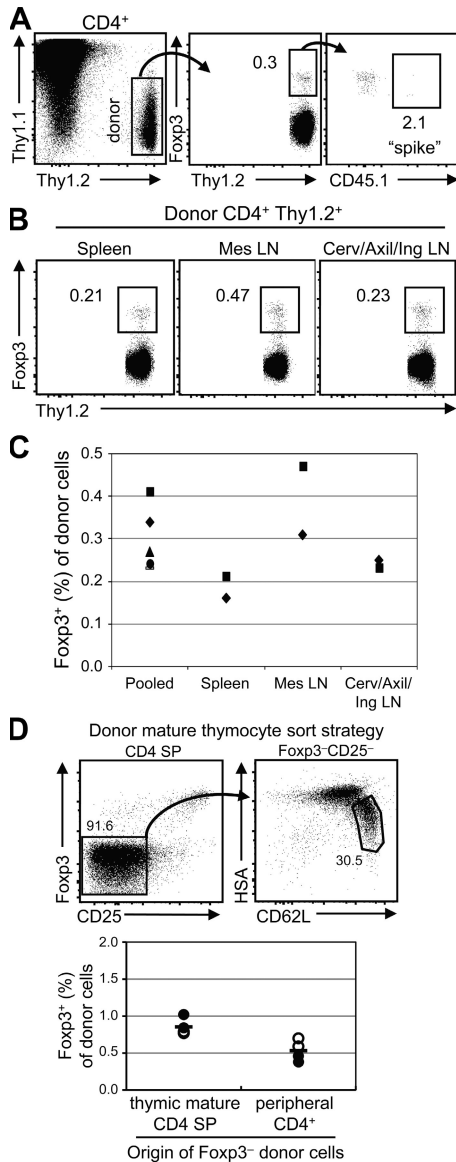 A
CD4+
Thy1.1
donor
Thy1.2
Foxp3
0.3
Thy1.2
2.1
“spike”
CD45.1
B
Donor CD4+ Thy1.2+
Spleen
Mes LN
Cerv/Axil/Ing LN
0.21
0.47
0.23
Foxp3
Thy1.2
C
Foxp3+ (%) of donor cells
0.5
0.4
0.3
0.2
0.1
0.0
Pooled
Spleen
Mes LN
Cerv/Axil/
Ing LN
D
Donor mature thymocyte sort strategy
CD4 SP
Foxp3–CD25–
Foxp3
91.6
CD25
HSA
30.5
CD62L
Foxp3+ (%)
of donor cells
2.0
1.5
1.0
0.5
0.0
thymic mature
CD4 SP
peripheral
CD4+
Origin of Foxp3– donor cells